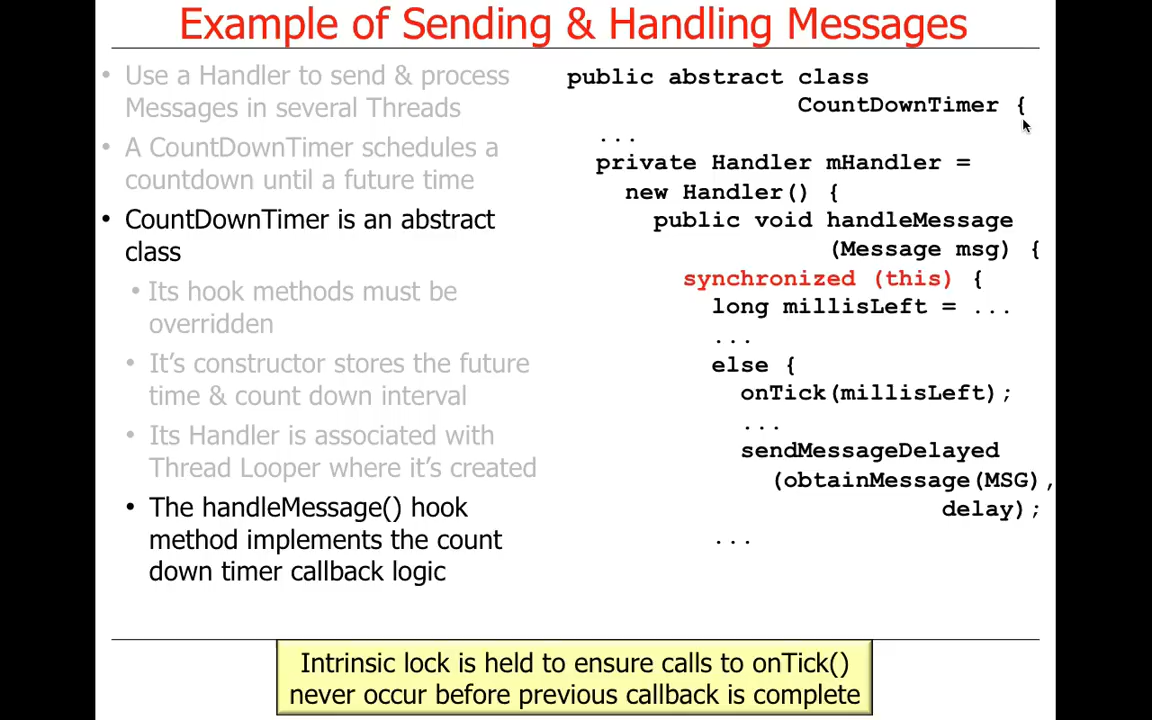 Example of Sending & Handling Messages
• Use a Handler to send & process
Messages in several Threads
• A CountDownTimer schedules a
countdown until a future time
• CountDownTimer is an abstract
class
• Its hook methods must be
overridden
• It’s constructor stores the future
time & count down interval
• Its Handler is associated with
Thread Looper where it’s created
• The handleMessage() hook
method implements the count
down timer callback logic
public abstract class
CountDownTimer {
...
private Handler mHandler =
new Handler() {
public void handleMessage
(Message msg) {
synchronized (this) {
long millisLeft = ...
...
else {
onTick(millisLeft);
...
sendMessageDelayed
(obtainMessage(MSG),
delay);
...
Intrinsic lock is held to ensure calls to onTick()
never occur before previous callback is complete